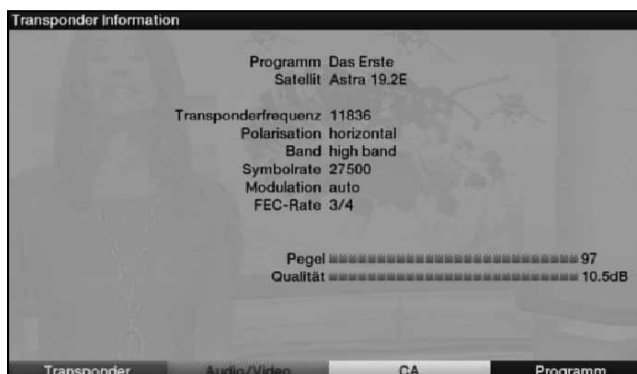 Transponder Information
Programm Das Erste
Satellit Astra 19.2E
Transponderfrequenz 11836
Polarisation horizontal
Band high band
Symbolrate 27500
Modulation auto
FEC-Rate 3/4
Pegel 97
Qualität 10.5dB
Transponder Audio/Video CA Programm